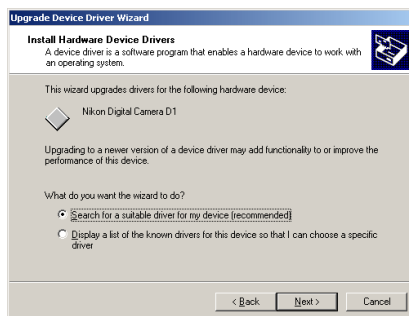 Upgrade Device Driver Wizard
Install Hardware Device Drivers
A device driver is a software program that enables a hardware device to work with
an operating system.
This wizard upgrades drivers for the following hardware device:
Nikon Digital Camera D1
Upgrading to a newer version of a device driver may add functionality to or improve the
performance of this device.
What do you want the wizard to do?
Search for a suitable driver for my device (recommended)
Display a list of the known drivers for this device so that I can choose a specific
driver
< Back Next > Cancel